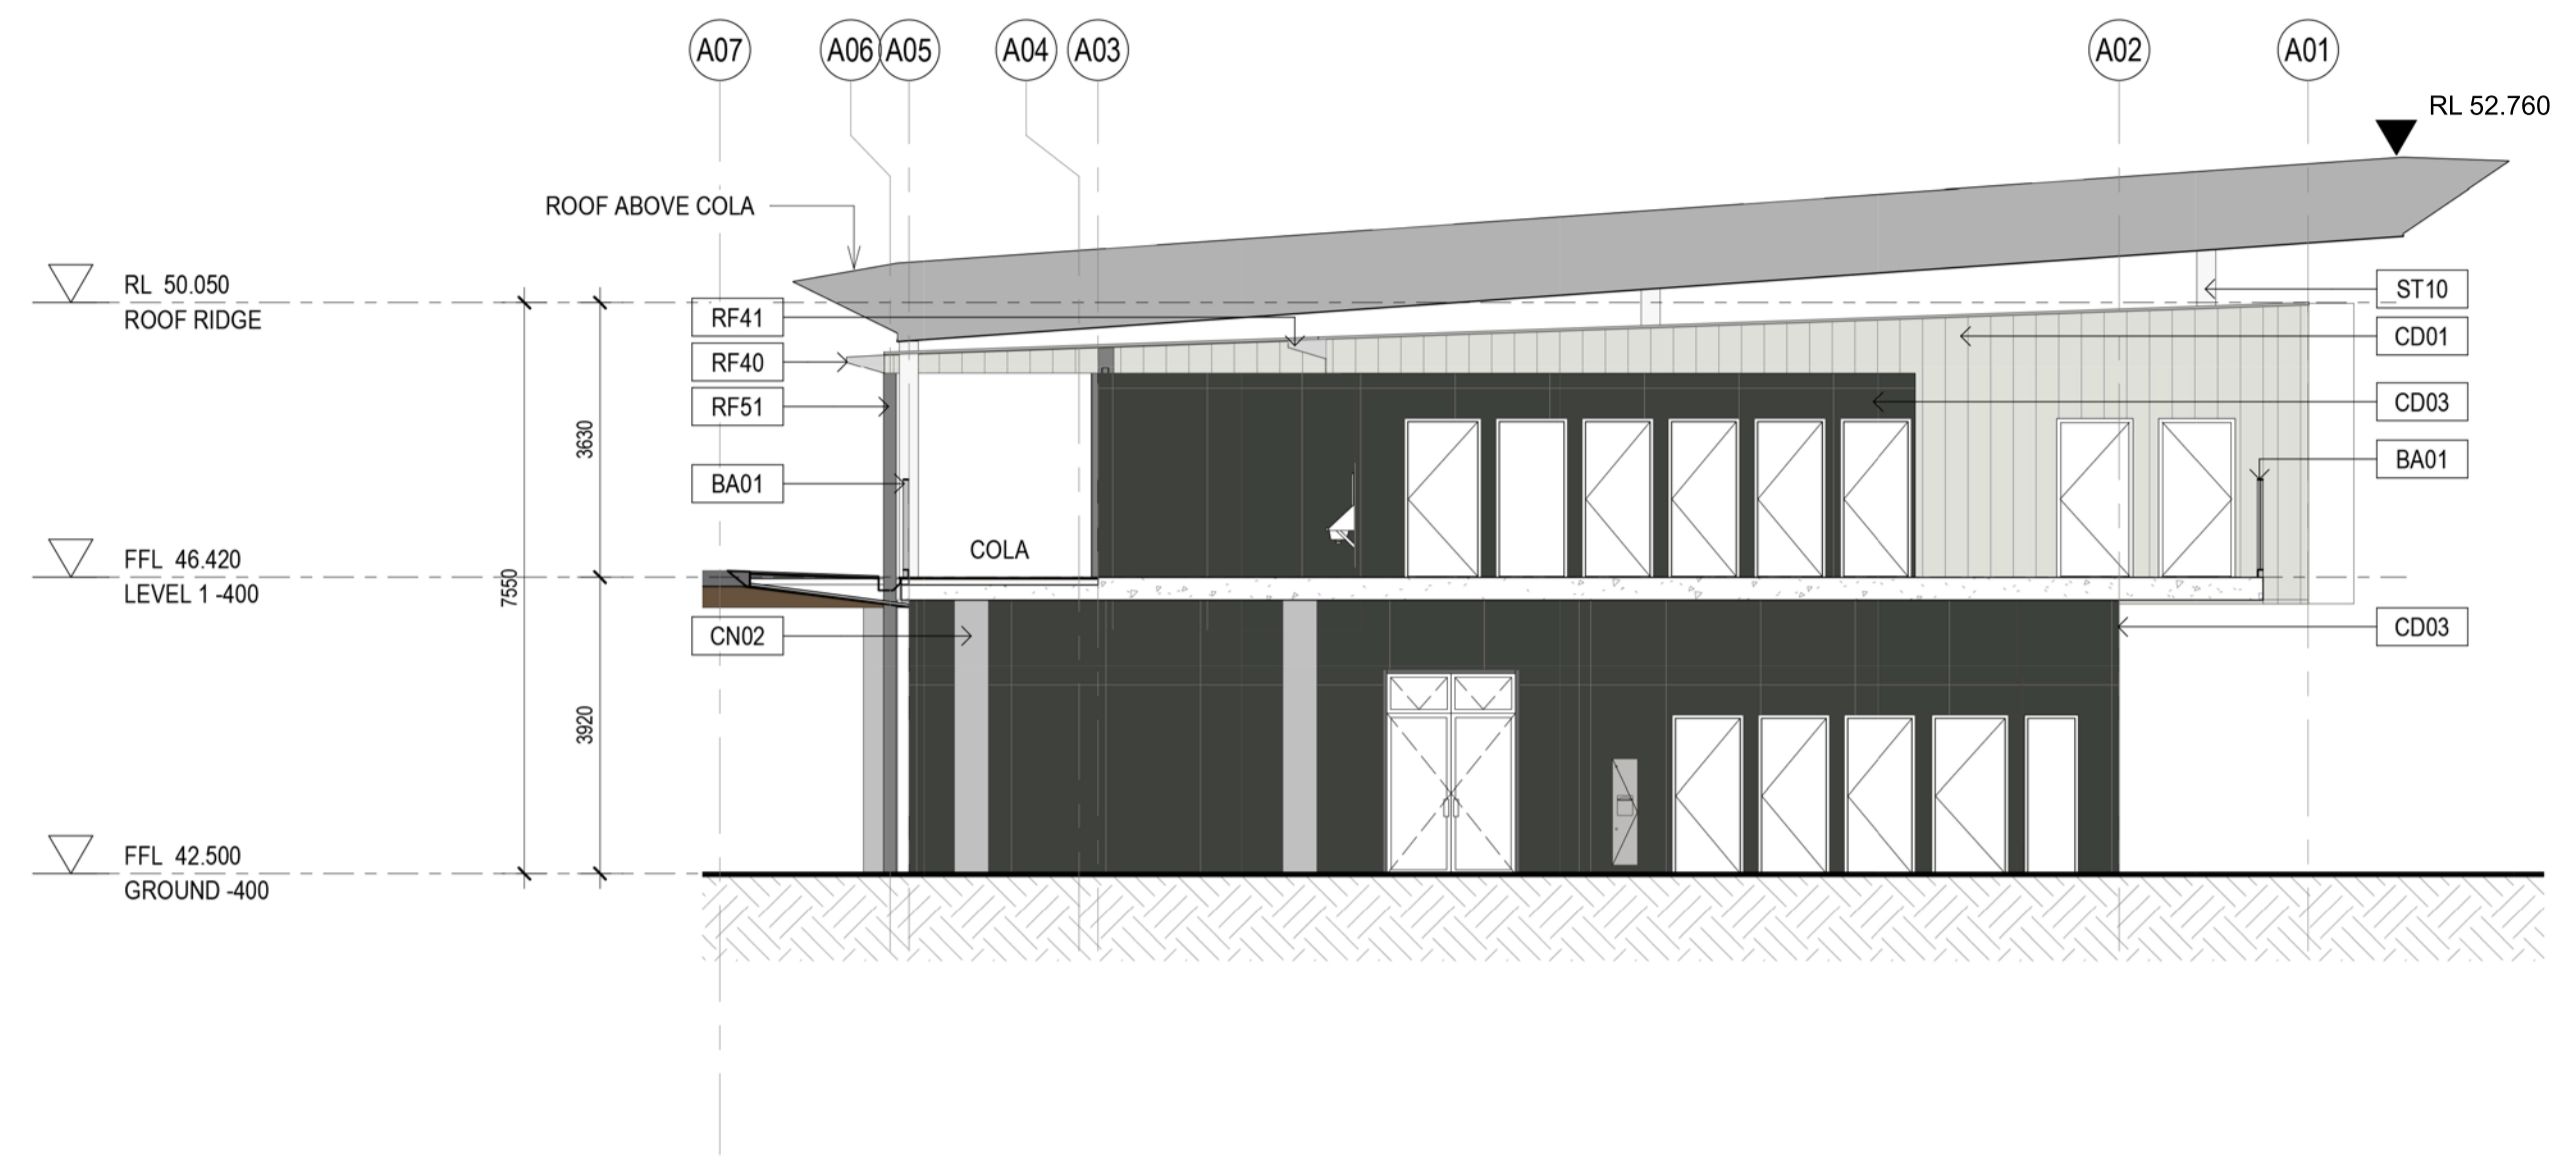 A07
A06
A05
A04
A03
A02
A01
RL 52.760
ROOF ABOVE COLA
RL 50.050
ROOF RIDGE
RF41
RF40
RF51
BA01
ST10
CD01
CD03
BA01
3630
COLA
FFL 46.420
LEVEL 1 -400
7550
CN02
CD03
3920
FFL 42.500
GROUND -400